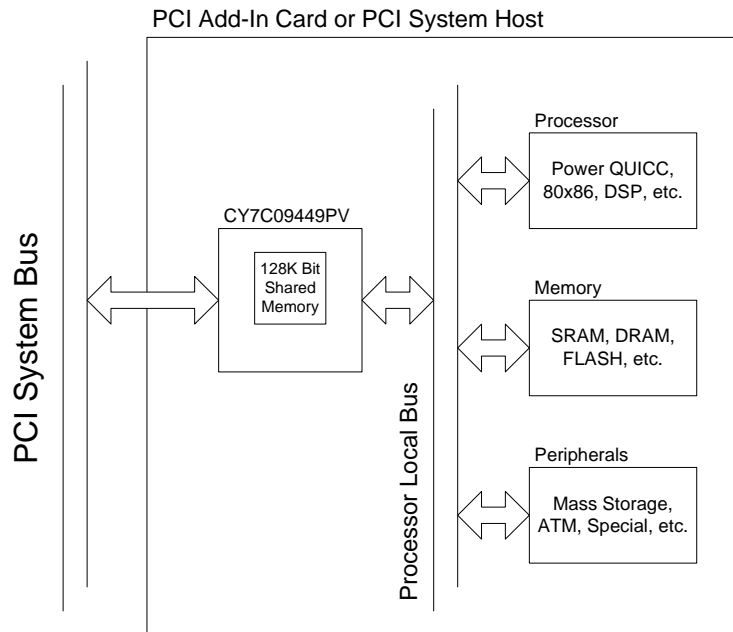 PCI Add-In Card or PCI System Host
PCI System Bus
CY7C09449PV
128K Bit
Shared
Memory
Processor Local Bus
Processor
Power QUICC,
80x86, DSP, etc.
Memory
SRAM, DRAM,
FLASH, etc.
Peripherals
Mass Storage,
ATM, Special, etc.